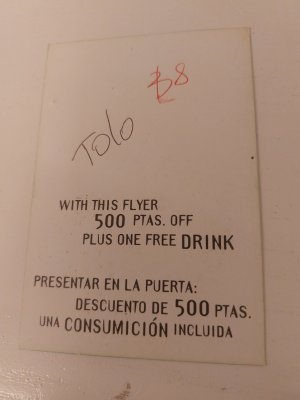 Tolo
WITH THIS FLYER
500 PTAS. OFF
PLUS ONE FREE DRINK
PRESENTAR EN LA PUERTA:
DESCUENTO DE 500 PTAS.
UNA CONSUMICIÓN INCLUIDA